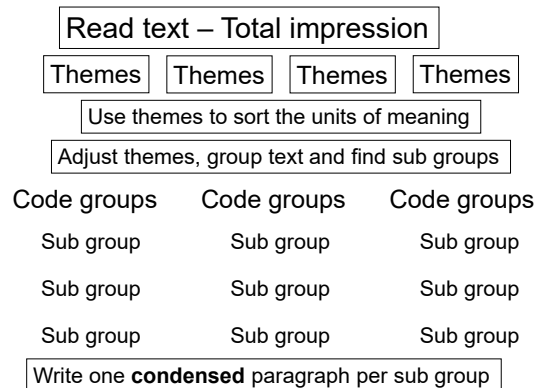 Read text – Total impression
Themes Themes Themes Themes
Use themes to sort the units of meaning
Adjust themes, group text and find sub groups
Code groups Code groups Code groups
Sub group Sub group Sub group
Sub group Sub group Sub group
Sub group Sub group Sub group
Write one condensed paragraph per sub group